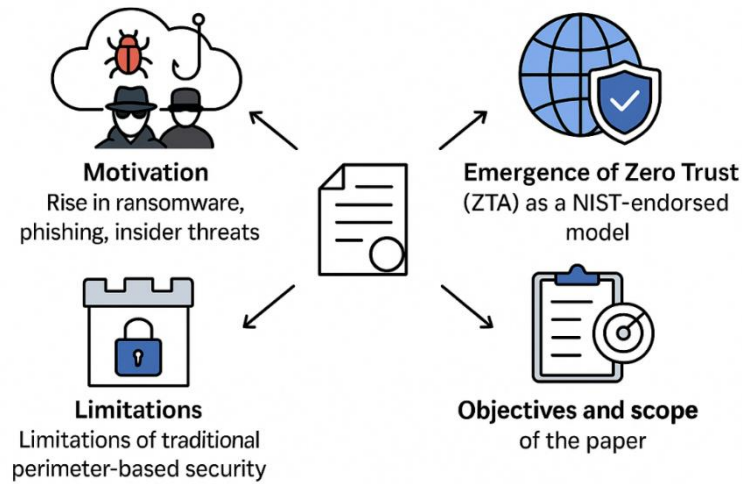 Motivation
Rise in ransomware,
phishing, insider threats
Emergence of Zero Trust
(ZTA) as a NIST-endorsed
model
Limitations
Limitations of traditional
perimeter-based security
Objectives and scope
of the paper